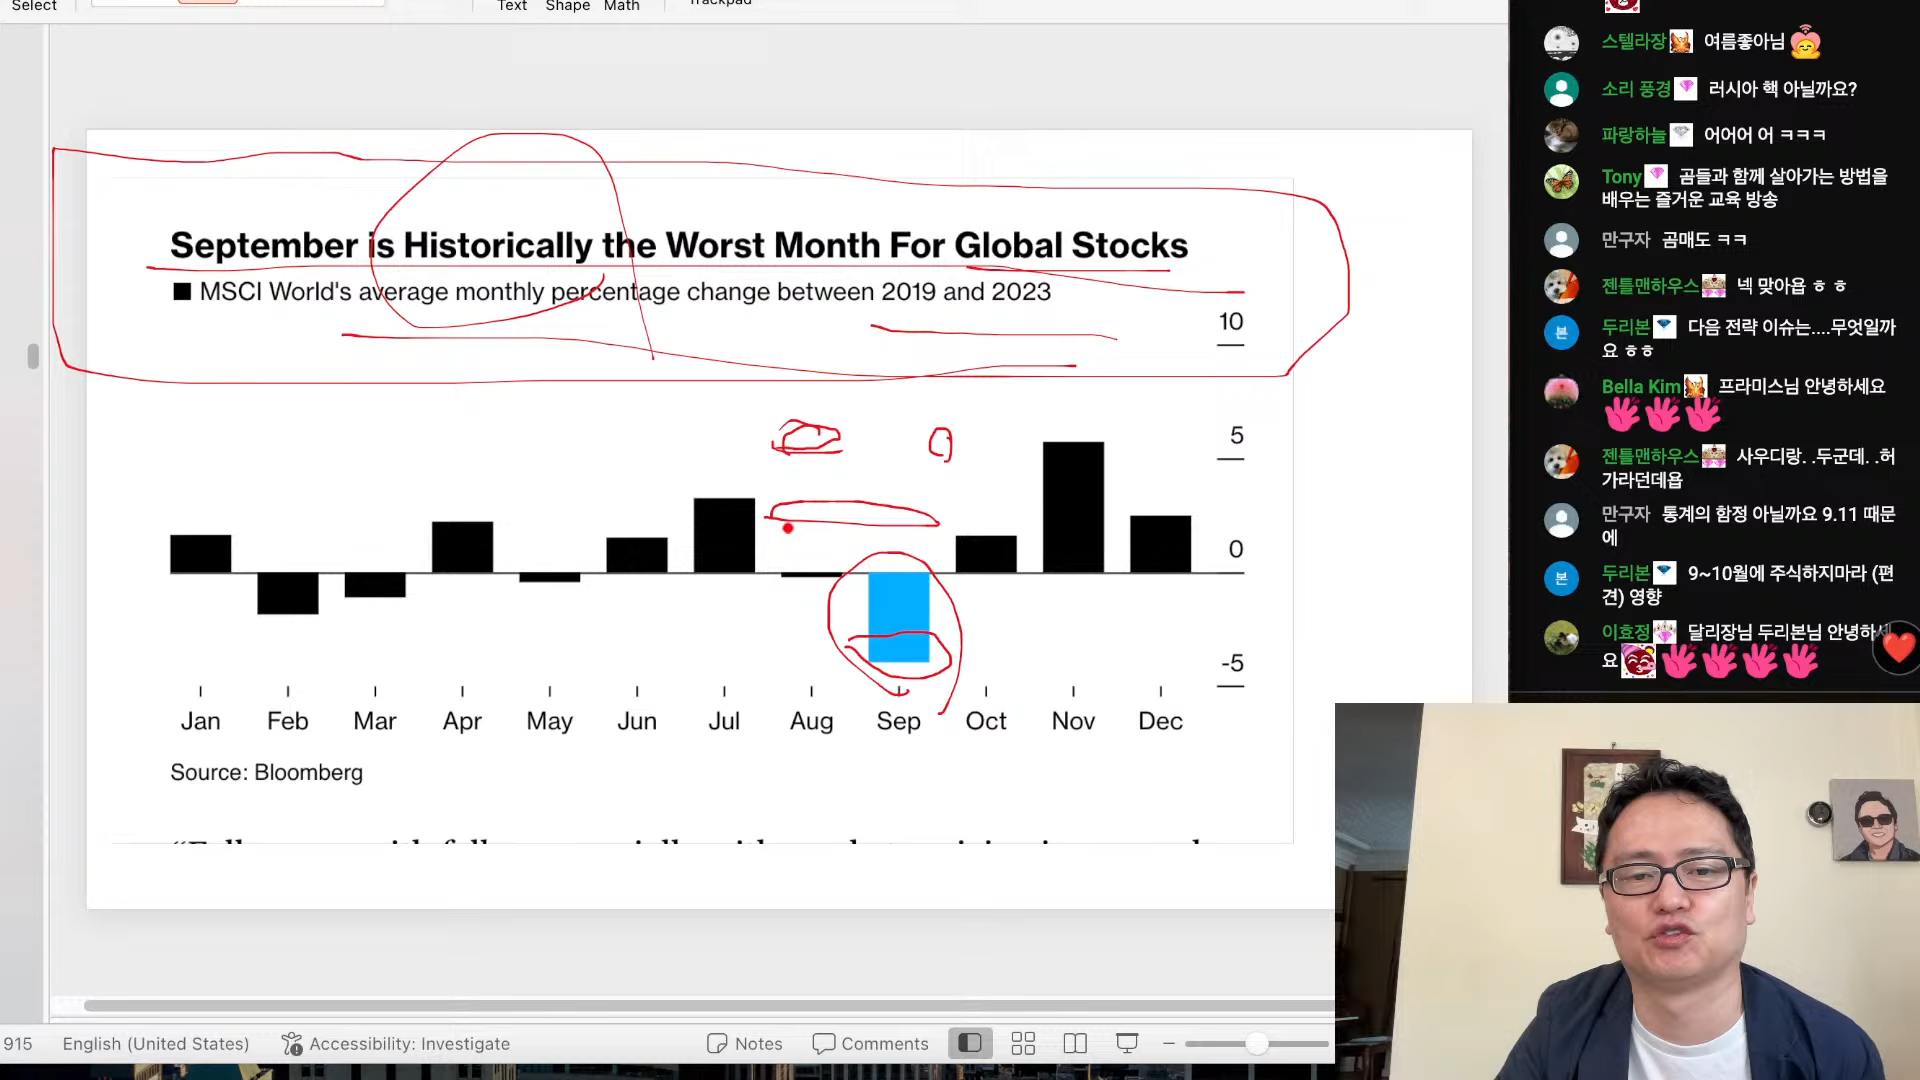 Select
Text Shape Math
Trackpad
September is Historically the Worst Month For Global Stocks
MSCI World's average monthly percentage change between 2019 and 2023
10
5
0
-5
Jan Feb Mar Apr May Jun Jul Aug Sep Oct Nov Dec
Source: Bloomberg
915 English (United States) Accessibility: Investigate Notes Comments
스텔라장 여름좋아님
소리 풍경 러시아 핵 아닐까요?
파랑하늘 어어어 어 ㅋㅋㅋ
Tony 곰들과 함께 살아가는 방법을
배우는 즐거운 교육 방송
만구자 곰매도 ㅋㅋ
젠틀맨하우스 넥 맞아욥 ㅎ ㅎ
본 두리본 다음 전략 이슈는....무엇일까
요 ㅎㅎ
Bella Kim 프라미스님 안녕하세요
젠틀맨하우스 사우디랑. .두군데. .허
가라던데욥
만구자 통계의 함정 아닐까요 9.11 때문
에
본 두리본 9~10월에 주식하지마라 (편
견) 영향
이효정 달리장님 두리본님 안녕하세
요